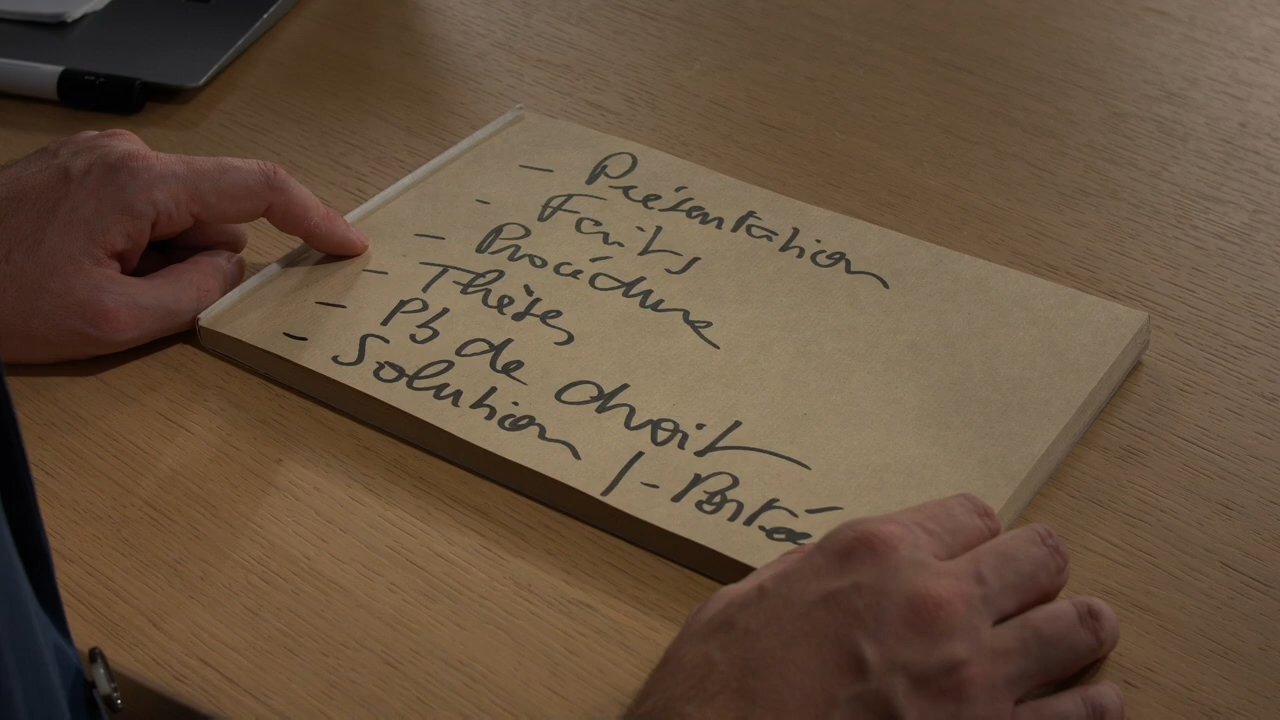 - Présentation
- Faits
- Procédure
- Thèses
- Pb de droit
- Solution / - Portée